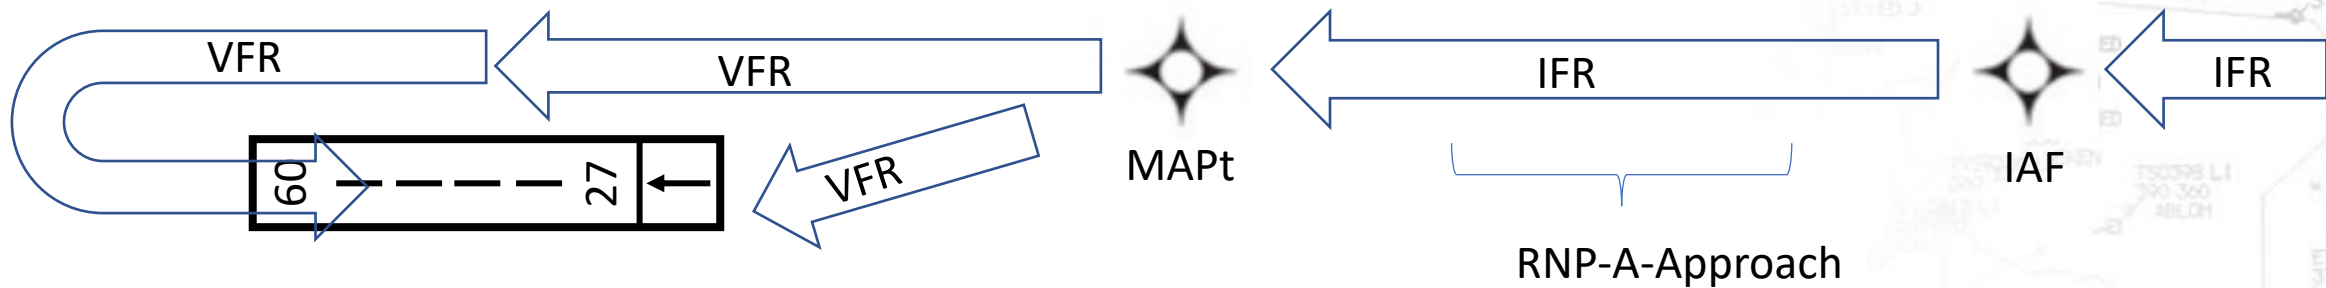 VFR
VFR
IFR
IFR
VFR
MAPt
IAF
09
27
RNP-A-Approach